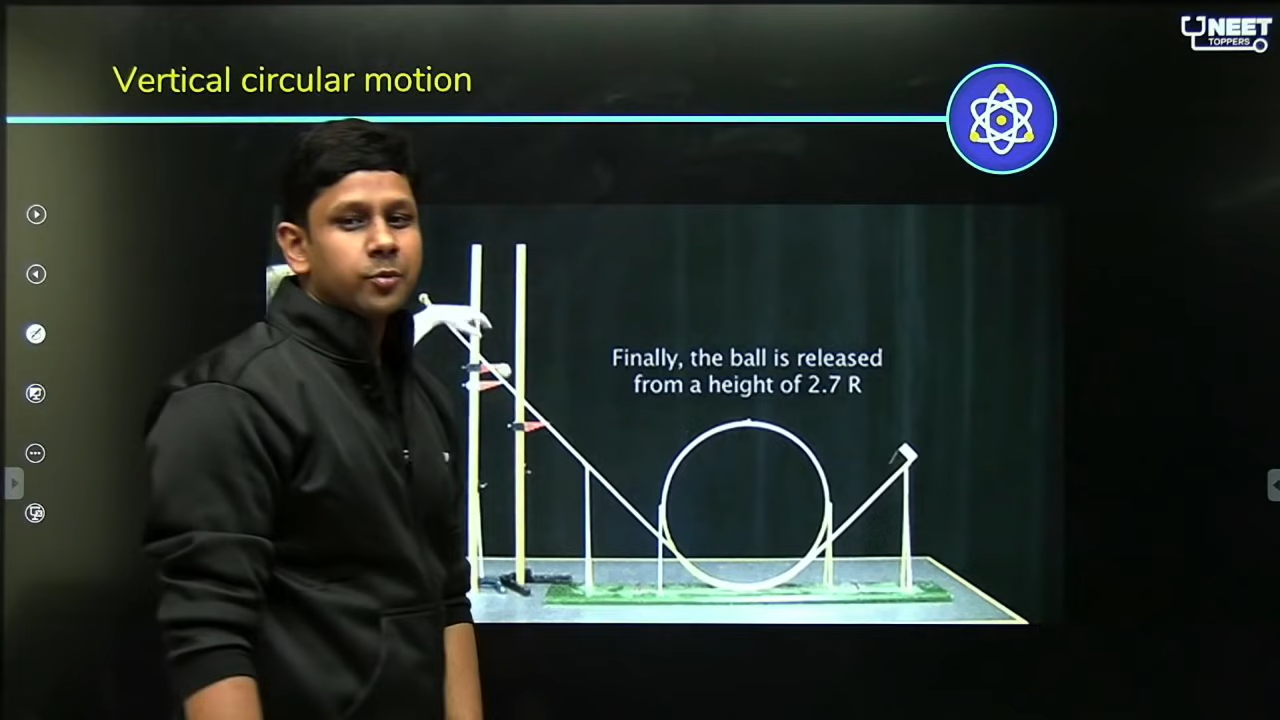 NEET
TOPPERS
Vertical circular motion
Finally, the ball is released
from a height of 2.7 R